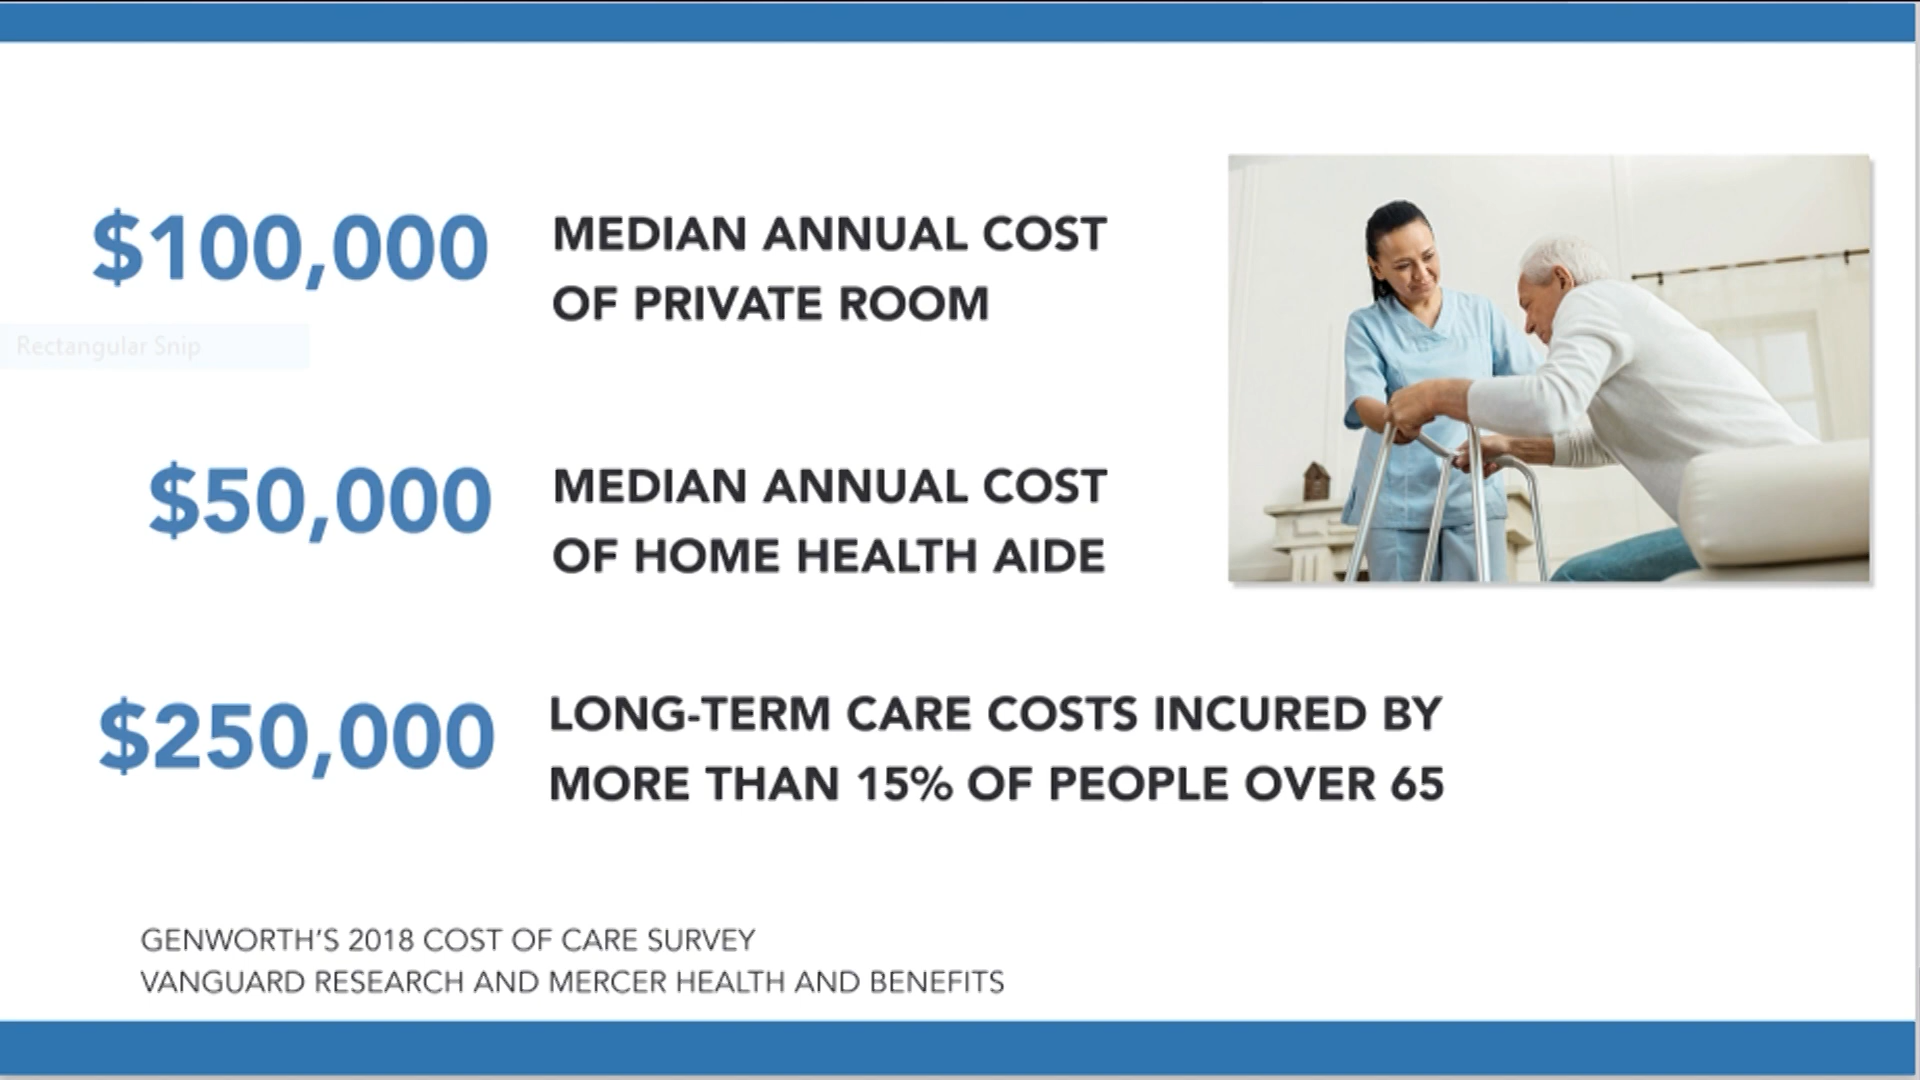 $100,000
MEDIAN ANNUAL COST
OF PRIVATE ROOM
Rectangular Snip
$50,000
MEDIAN ANNUAL COST
OF HOME HEALTH AIDE
$250,000
LONG-TERM CARE COSTS INCURED BY
MORE THAN 15% OF PEOPLE OVER 65
GENWORTH'S 2018 COST OF CARE SURVEY
VANGUARD RESEARCH AND MERCER HEALTH AND BENEFITS